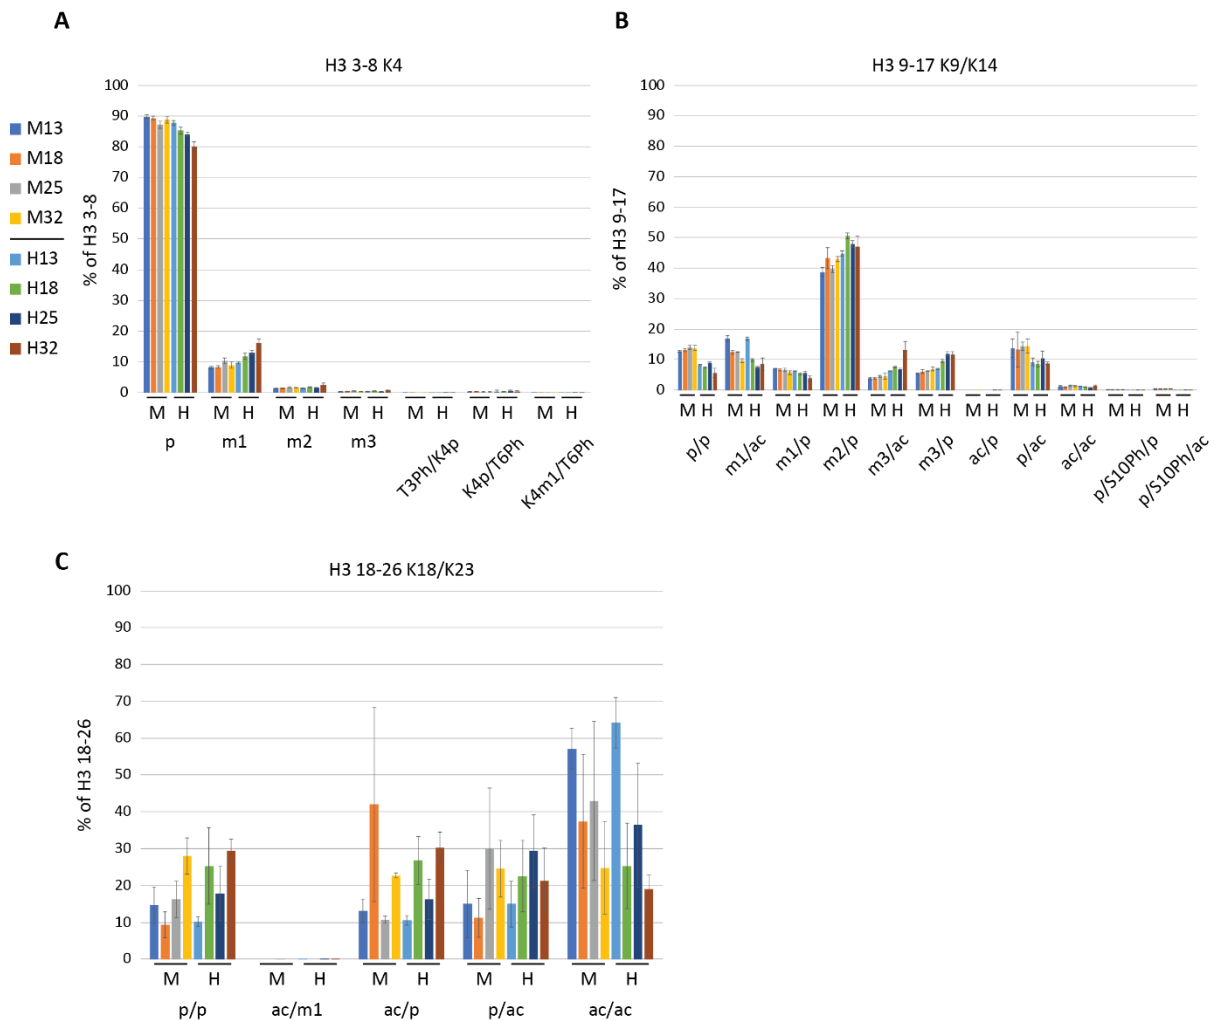 A
H3 3-8 K4
M13
M18
M25
M32
H13
H18
H25
H32
% of H3 3-8
100
90
80
70
60
50
40
30
20
10
0
M H M H M H M H M H M H M H
p m1 m2 m3 T3Ph/K4p K4p/T6Ph K4m1/T6Ph
B
H3 9-17 K9/K14
% of H3 9-17
100
90
80
70
60
50
40
30
20
10
0
M H M H M H M H M H M H M H M H M H M H M H
p/p m1/ac m1/p m2/p m3/ac m3/p ac/p p/ac ac/ac p/S10Ph/p p/S10Ph/ac
C
H3 18-26 K18/K23
% of H3 18-26
100
90
80
70
60
50
40
30
20
10
0
M H M H M H M H M H
p/p ac/m1 ac/p p/ac ac/ac